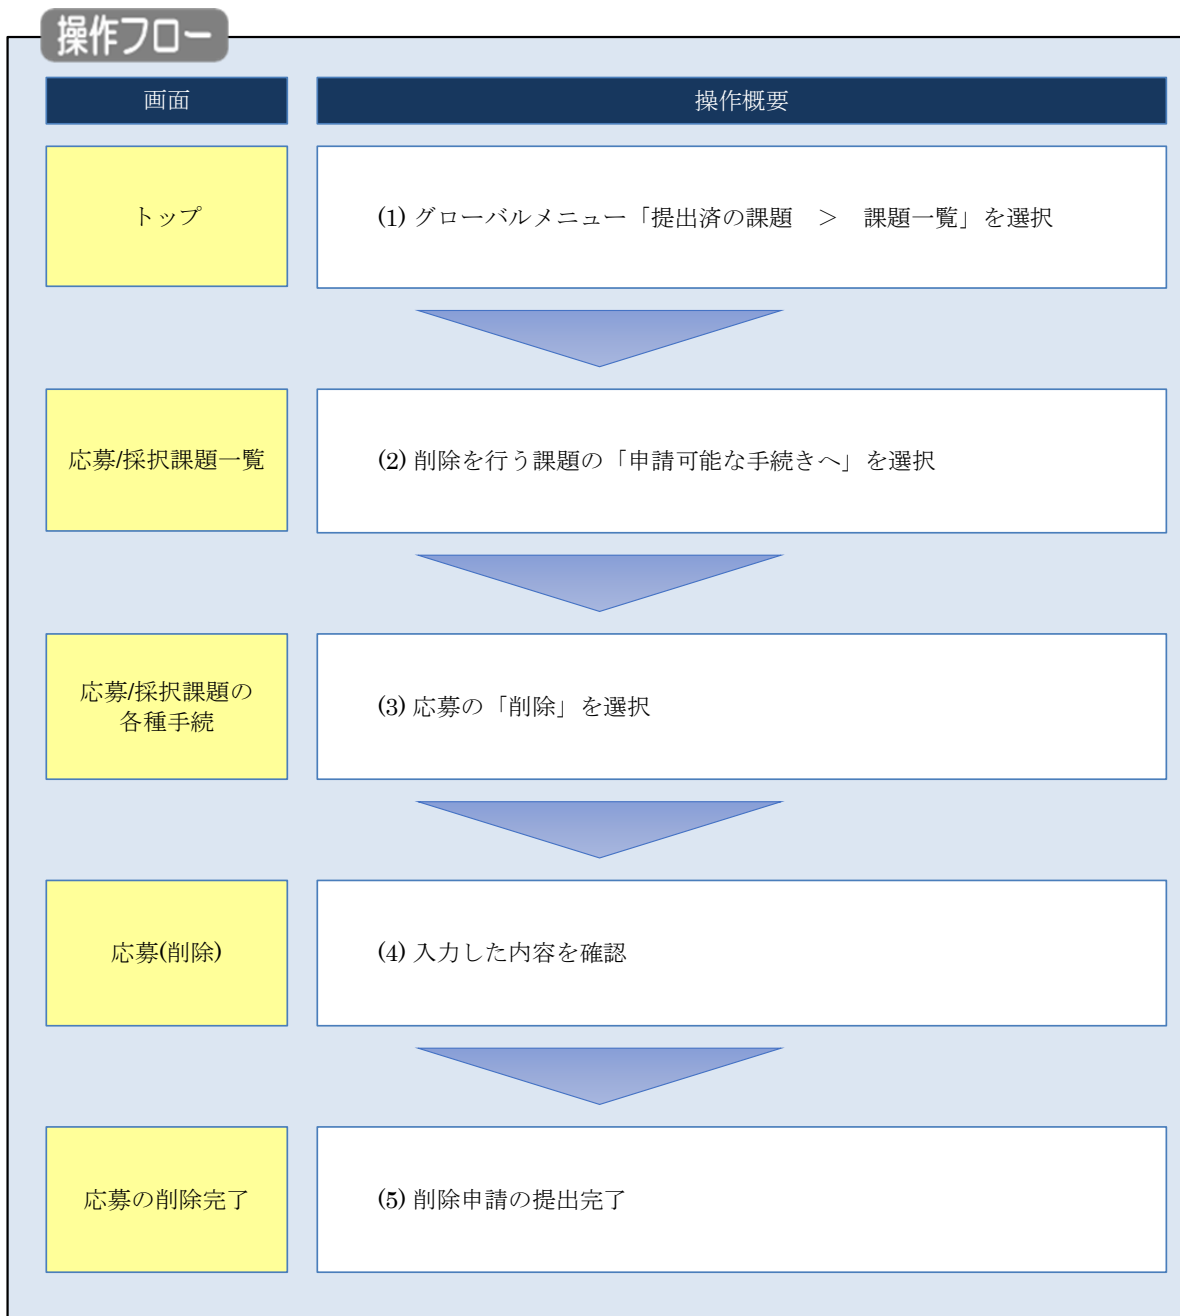 操作フロー
画面
操作概要
トップ
(1) グローバルメニュー「提出済の課題　＞　課題一覧」を選択
応募/採択課題一覧
(2) 削除を行う課題の「申請可能な手続きへ」を選択
応募/採択課題の
各種手続
(3) 応募の「削除」を選択
応募(削除)
(4) 入力した内容を確認
応募の削除完了
(5) 削除申請の提出完了